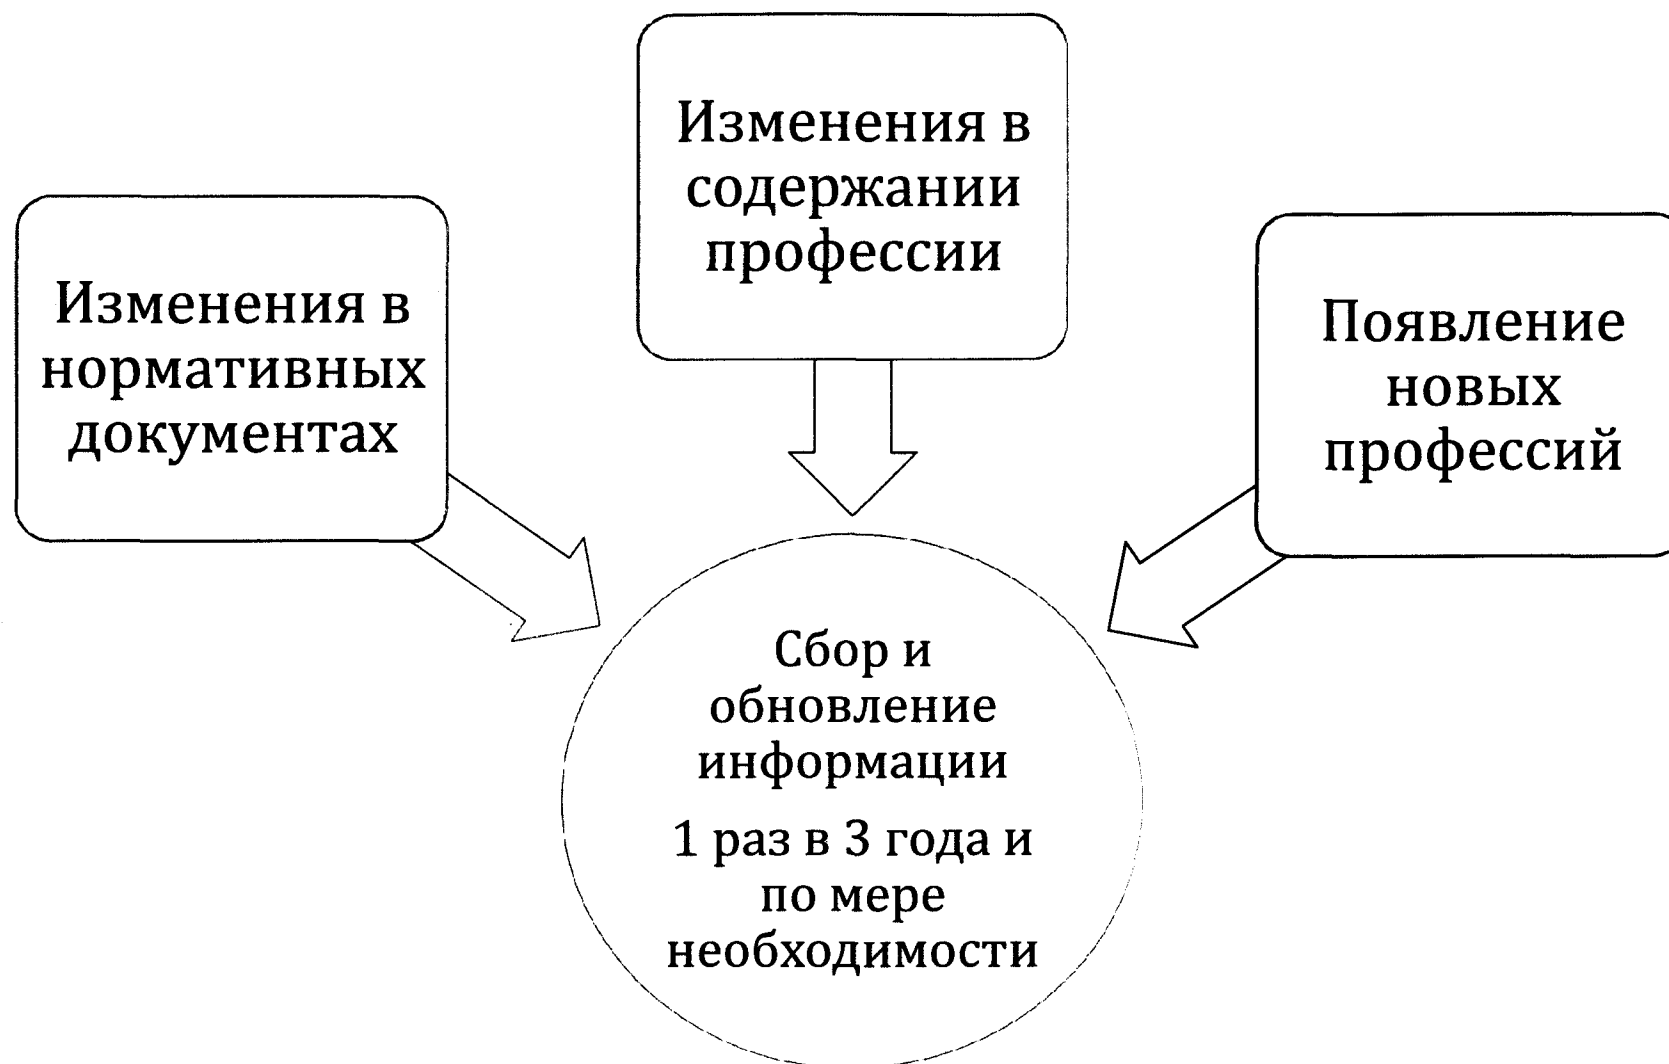 Изменения в
нормативных
документах
Изменения в
содержании
профессии
Появление
новых
профессий
Сбор и
обновление
информации
1 раз в 3 года и
по мере
необходимости